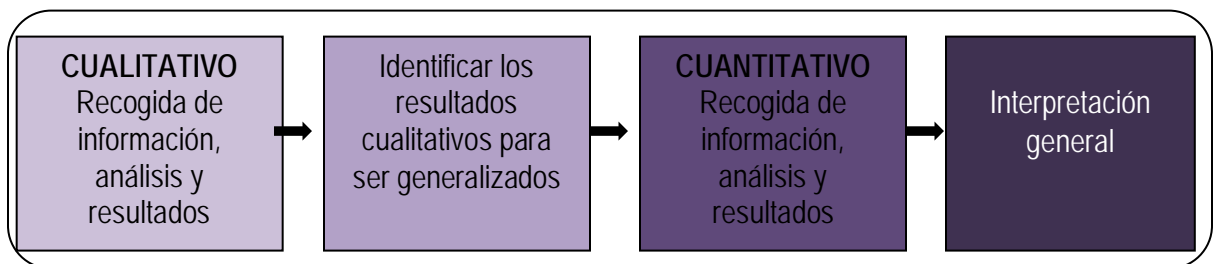 CUALITATIVO
Recogida de
información,
análisis y
resultados
Identificar los
resultados
cualitativos para
ser generalizados
CUANTITATIVO
Recogida de
información,
análisis y
resultados
Interpretación
general